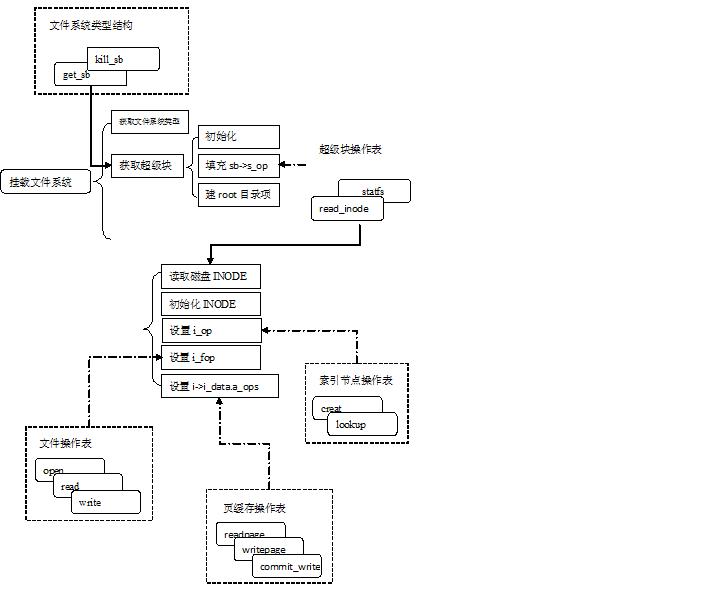 文件系统类型结构
kill_sb
get_sb
获取文件系统类型
初始化
获取超级块
填充 sb->s_op
超级块操作表
挂载文件系统
建 root 目录项
statfs
read_inode
读取磁盘 INODE
初始化 INODE
设置 i_op
设置 i_fop
设置 i->i_data.a_ops
索引节点操作表
creat
lookup
文件操作表
open
read
write
页缓存操作表
readpage
writepage
commit_write